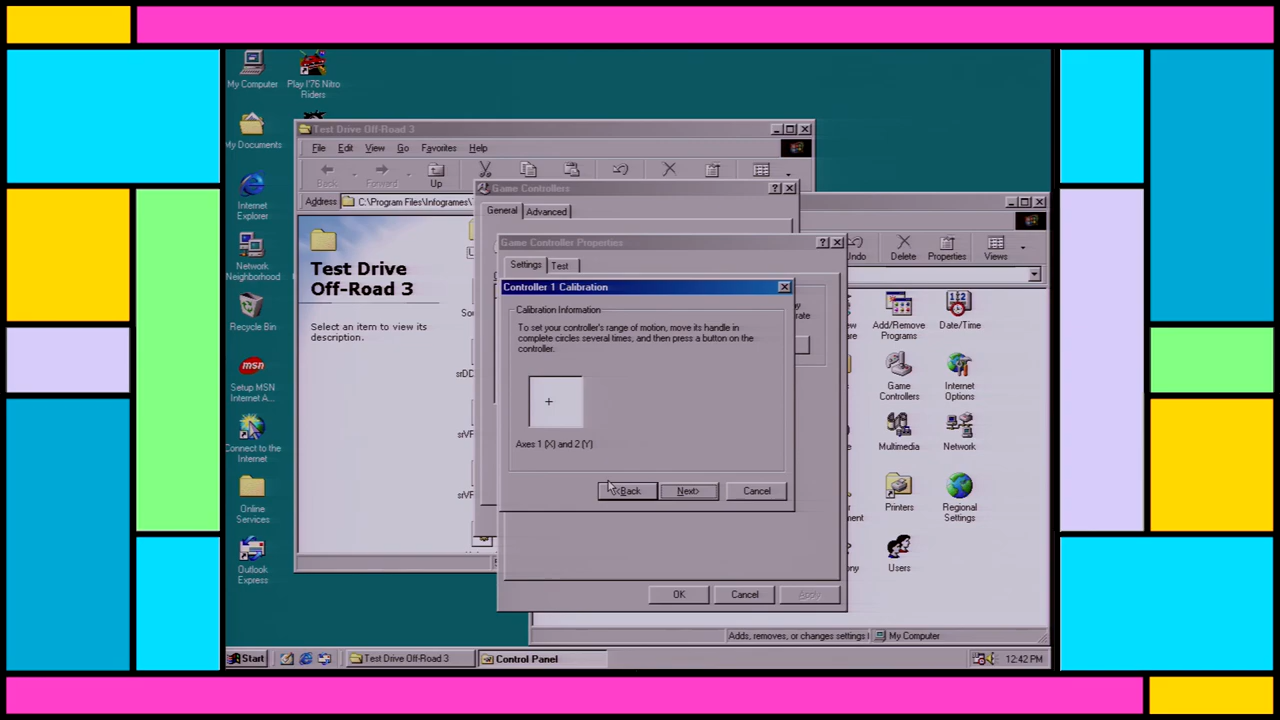 My Computer
Play I'76 Nitro
Riders
My Documents
Internet
Explorer
Network
Neighborhood
Recycle Bin
Setup MSN
Internet A...
Connect to the
Internet
Online
Services
Outlook
Express
Test Drive Off-Road 3
File Edit View Go Favorites Help
Back Forward Up
Address C:\Program Files\Infogrames\
Test Drive
Off-Road 3
Select an item to view its
description.
Game Controllers
General Advanced
Game Controller Properties
Settings Test
Controller 1 Calibration
Calibration Information
To set your controller's range of motion, move its handle in
complete circles several times, and then press a button on the
controller.
Axes 1 (X) and 2 (Y)
<Back Next> Cancel
OK Cancel Apply
Undo Delete Properties Views
Add/Remove
Programs
Date/Time
Game
Controllers
Internet
Options
Multimedia
Network
Printers
Regional
Settings
Users
Adds, removes, or changes settings
My Computer
Start
Test Drive Off-Road 3
Control Panel
12:42 PM